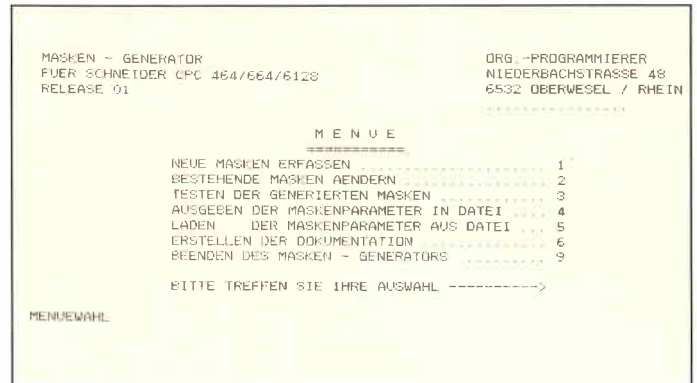 MASKEN - GENERATOR
FUER SCHNEIDER CPC 464/664/6128
RELEASE 01
ORG.-PROGRAMMIERER
NIEDERBACHSTRASSE 48
6532 OBERWESEL / RHEIN
M E N U E
===========
NEUE MASKEN ERFASSEN .......................... 1
BESTEHENDE MASKEN AENDERN ..................... 2
TESTEN DER GENERIERTEN MASKEN ................. 3
AUSGEBEN DER MASKENPARAMETER IN DATEI .... 4
LADEN DER MASKENPARAMETER AUS DATEI .... 5
ERSTELLEN DER DOKUMENTATION ................... 6
BEENDEN DES MASKEN - GENERATORS ............ 9
BITTE TREFFEN SIE IHRE AUSWAHL ---------->
MENUEWAHL